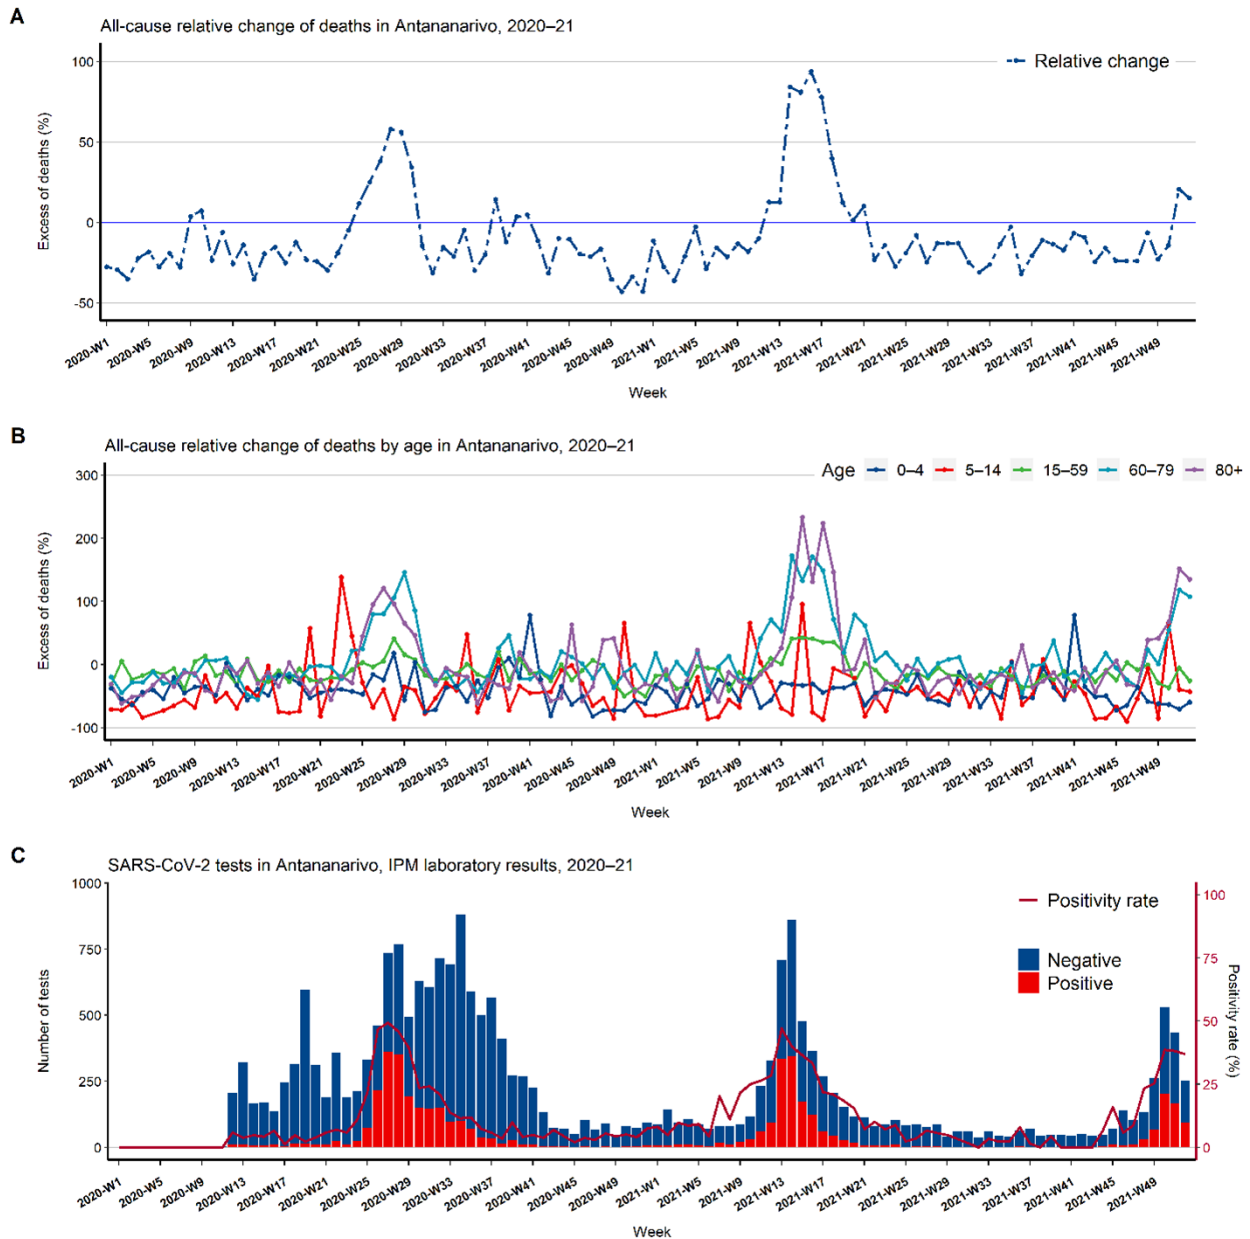 A
All-cause relative change of deaths in Antananarivo, 2020–21
Relative change
Excess of deaths (%)
100
50
0
-50
2020-W1 2020-W5 2020-W9 2020-W13 2020-W17 2020-W21 2020-W25 2020-W29 2020-W33 2020-W37 2020-W41 2020-W45 2020-W49 2021-W1 2021-W5 2021-W9 2021-W13 2021-W17 2021-W21 2021-W25 2021-W29 2021-W33 2021-W37 2021-W41 2021-W45 2021-W49
Week
B
All-cause relative change of deaths by age in Antananarivo, 2020–21
Age 0–4 5–14 15–59 60–79 80+
Excess of deaths (%)
300
200
100
0
-100
2020-W1 2020-W5 2020-W9 2020-W13 2020-W17 2020-W21 2020-W25 2020-W29 2020-W33 2020-W37 2020-W41 2020-W45 2020-W49 2021-W1 2021-W5 2021-W9 2021-W13 2021-W17 2021-W21 2021-W25 2021-W29 2021-W33 2021-W37 2021-W41 2021-W45 2021-W49
Week
C
SARS-CoV-2 tests in Antananarivo, IPM laboratory results, 2020–21
Positivity rate
Negative
Positive
Number of tests
1000
750
500
250
0
Positivity rate (%)
100
75
50
25
0
2020-W1 2020-W5 2020-W9 2020-W13 2020-W17 2020-W21 2020-W25 2020-W29 2020-W33 2020-W37 2020-W41 2020-W45 2020-W49 2021-W1 2021-W5 2021-W9 2021-W13 2021-W17 2021-W21 2021-W25 2021-W29 2021-W33 2021-W37 2021-W41 2021-W45 2021-W49
Week